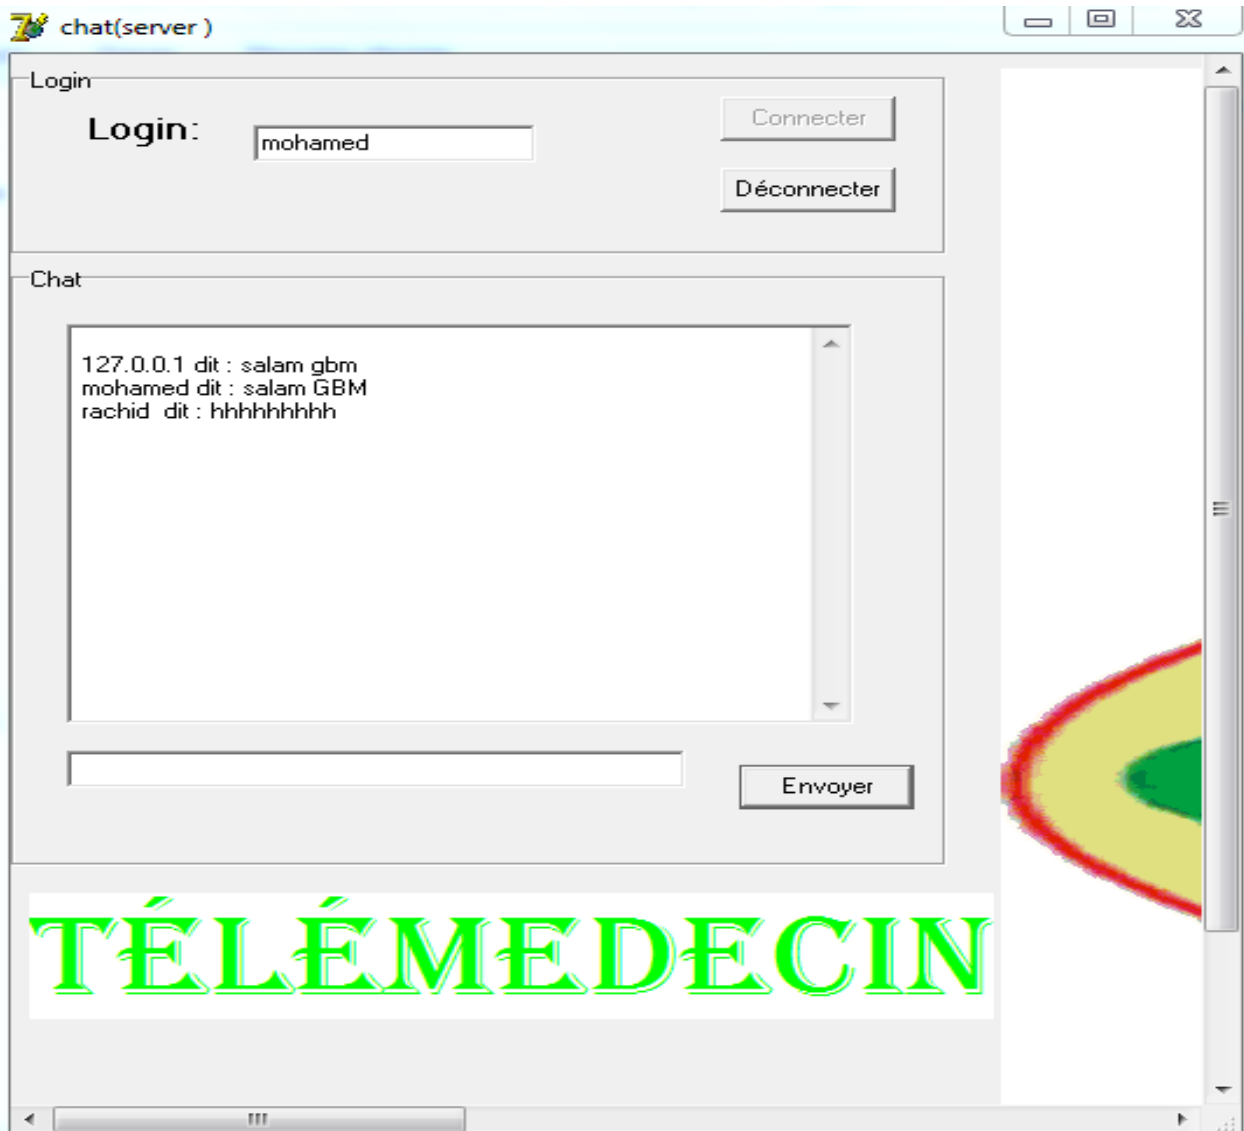 chat(server )
Login
Login:
mohamed
Connecter
Déconnecter
Chat
127.0.0.1 dit : salam gbm
mohamed dit : salam GBM
rachid  dit : hhhhhhhhh
Envoyer
TÉLÉMEDECIN